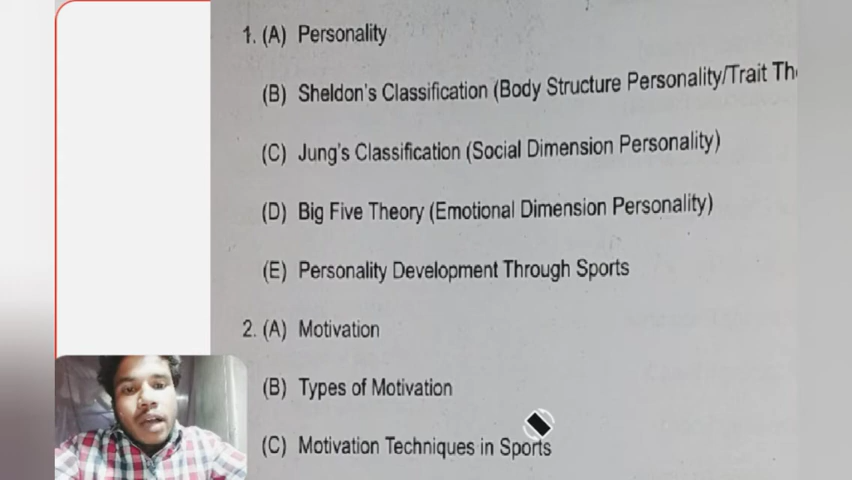 1. (A) Personality
(B) Sheldon's Classification (Body Structure Personality/Trait
(C) Jung's Classification (Social Dimension Personality)
(D) Big Five Theory (Emotional Dimension Personality)
(E) Personality Development Through Sports
2. (A) Motivation
(B) Types of Motivation
(C) Motivation Techniques in Sports